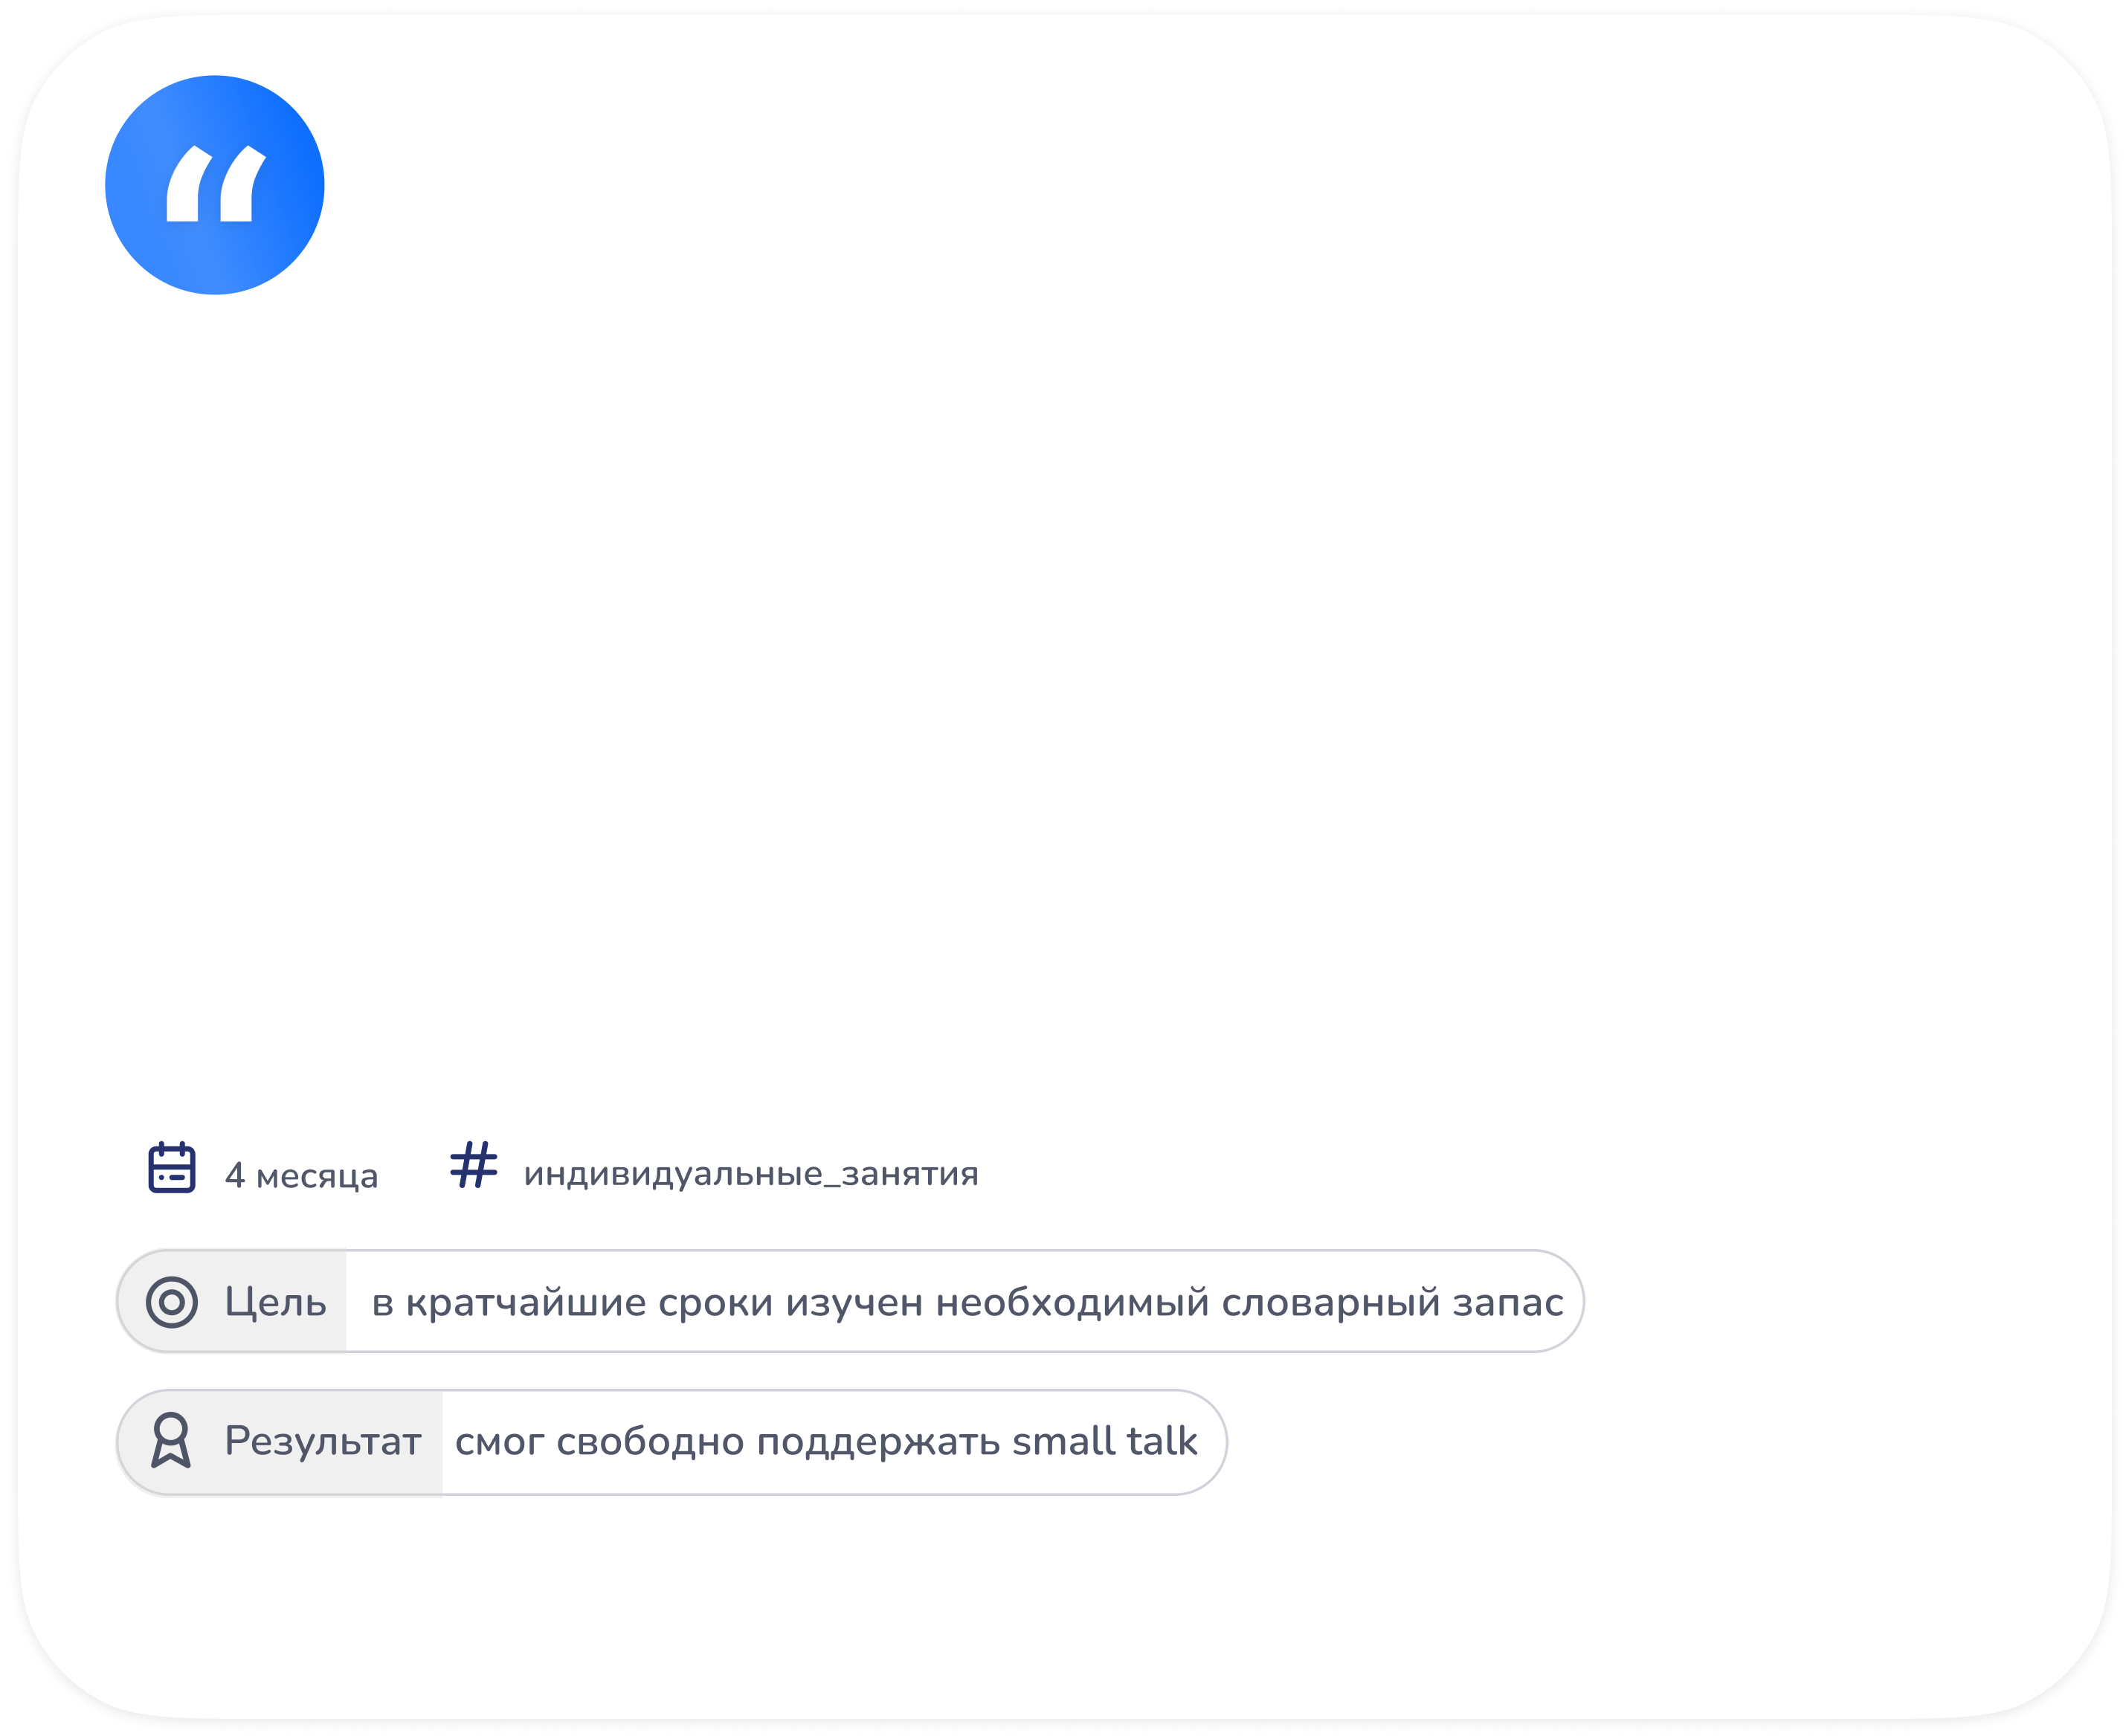 “
4 месяца
# индивидуальные_занятия
Цель в кратчайшие сроки изучен необходимый словарный запас
Результат смог свободно поддержать small talk